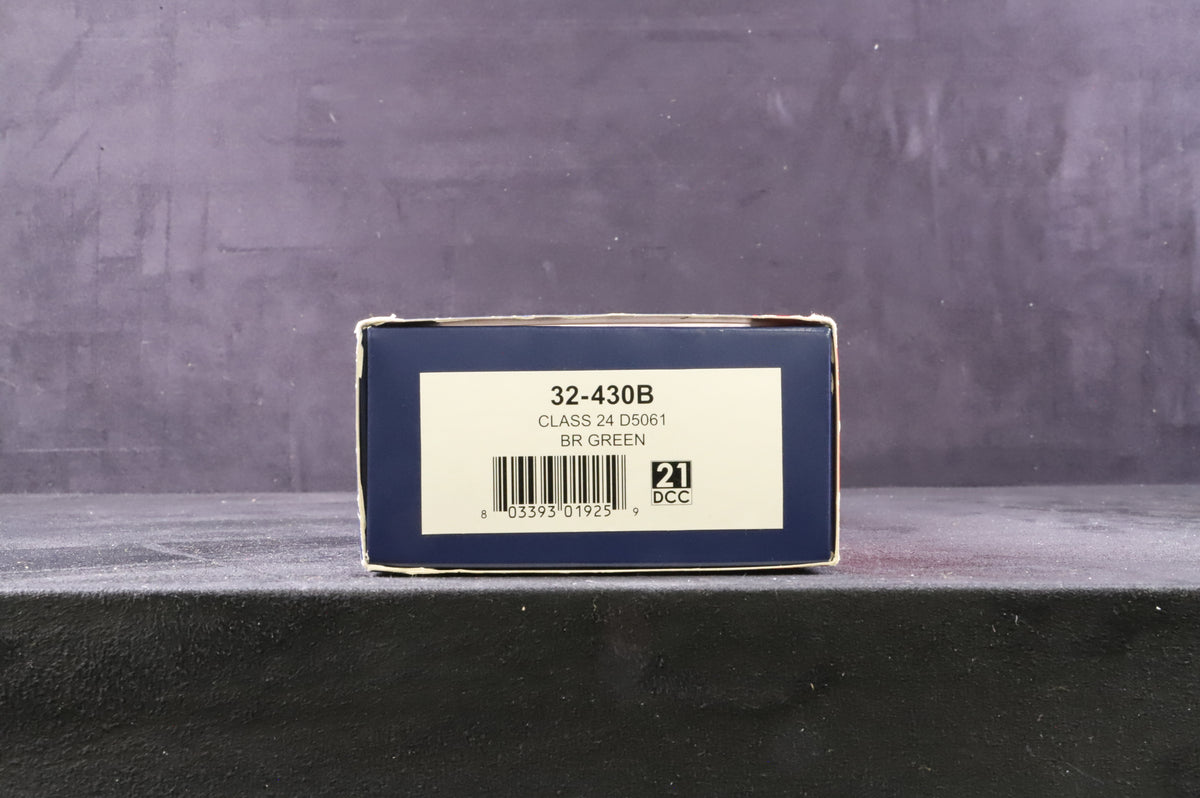 32-430B
CLASS 24 D5061
BR GREEN
21
DCC
8 03393 01925 9